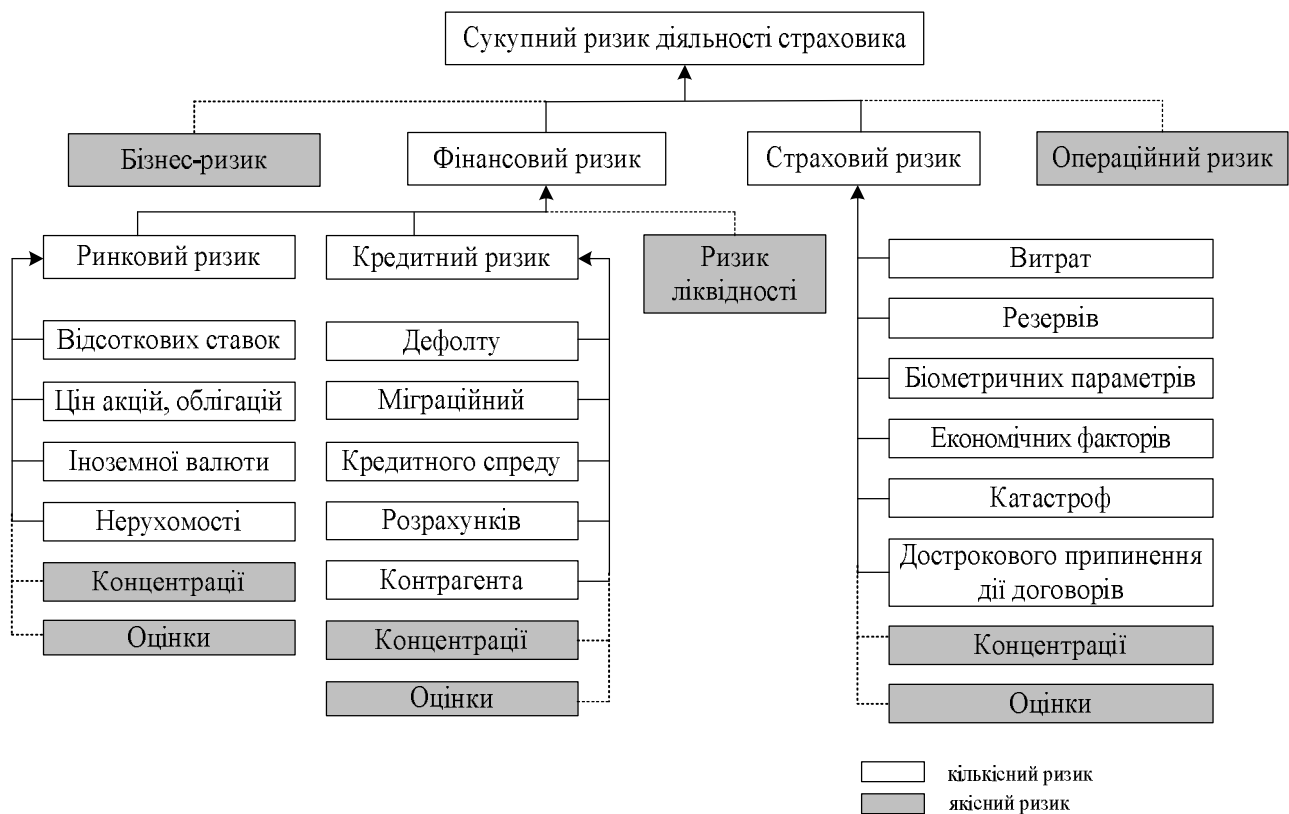 Сукупний ризик діяльності страховика
Бізнес-ризик
Фінансовий ризик
Страховий ризик
Операційний ризик
Ринковий ризик
Кредитний ризик
Ризик
ліквідності
Відсоткових ставок
Цін акцій, облігацій
Іноземної валюти
Нерухомості
Концентрації
Оцінки
Дефолту
Міграційний
Кредитного спреду
Розрахунків
Контрагента
Концентрації
Оцінки
Витрат
Резервів
Біометричних параметрів
Економічних факторів
Катастроф
Дострокового припинення
дії договорів
Концентрації
Оцінки
кількісний ризик
якісний ризик